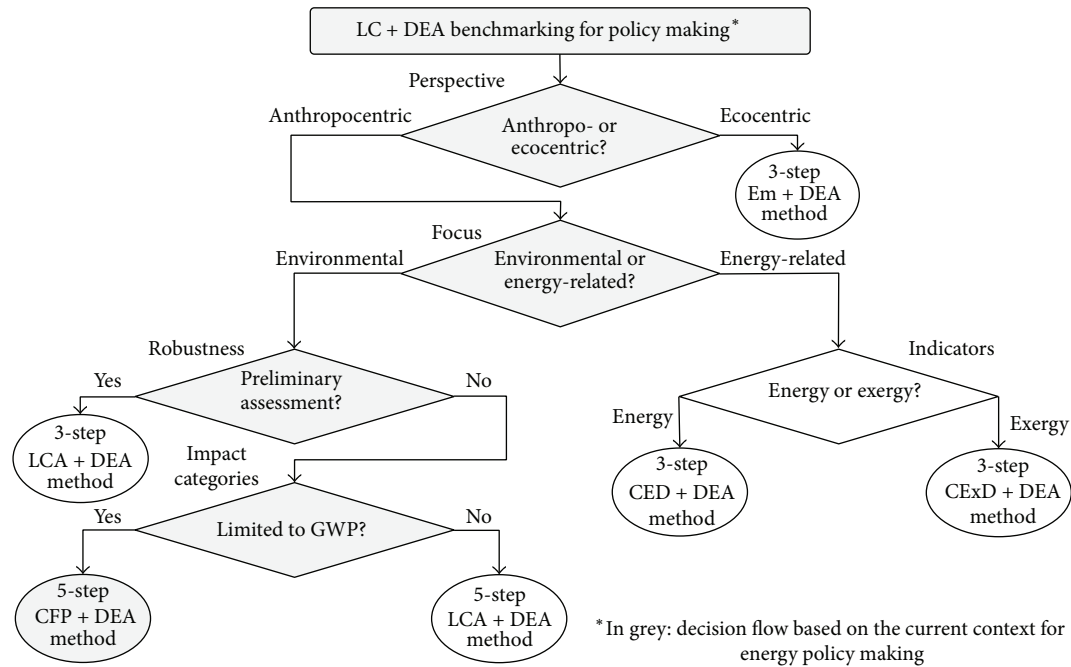 LC + DEA benchmarking for policy making*
Perspective
Anthropocentric
Anthropo- or
ecocentric?
Ecocentric
3-step
Em + DEA
method
Focus
Environmental
Environmental or
energy-related?
Energy-related
Robustness
Yes
Preliminary
assessment?
No
3-step
LCA + DEA
method
Indicators
Energy or exergy?
Energy
Exergy
3-step
CED + DEA
method
3-step
CExD + DEA
method
Impact
categories
Yes
Limited to GWP?
No
5-step
CFP + DEA
method
5-step
LCA + DEA
method
*In grey: decision flow based on the current context for
energy policy making